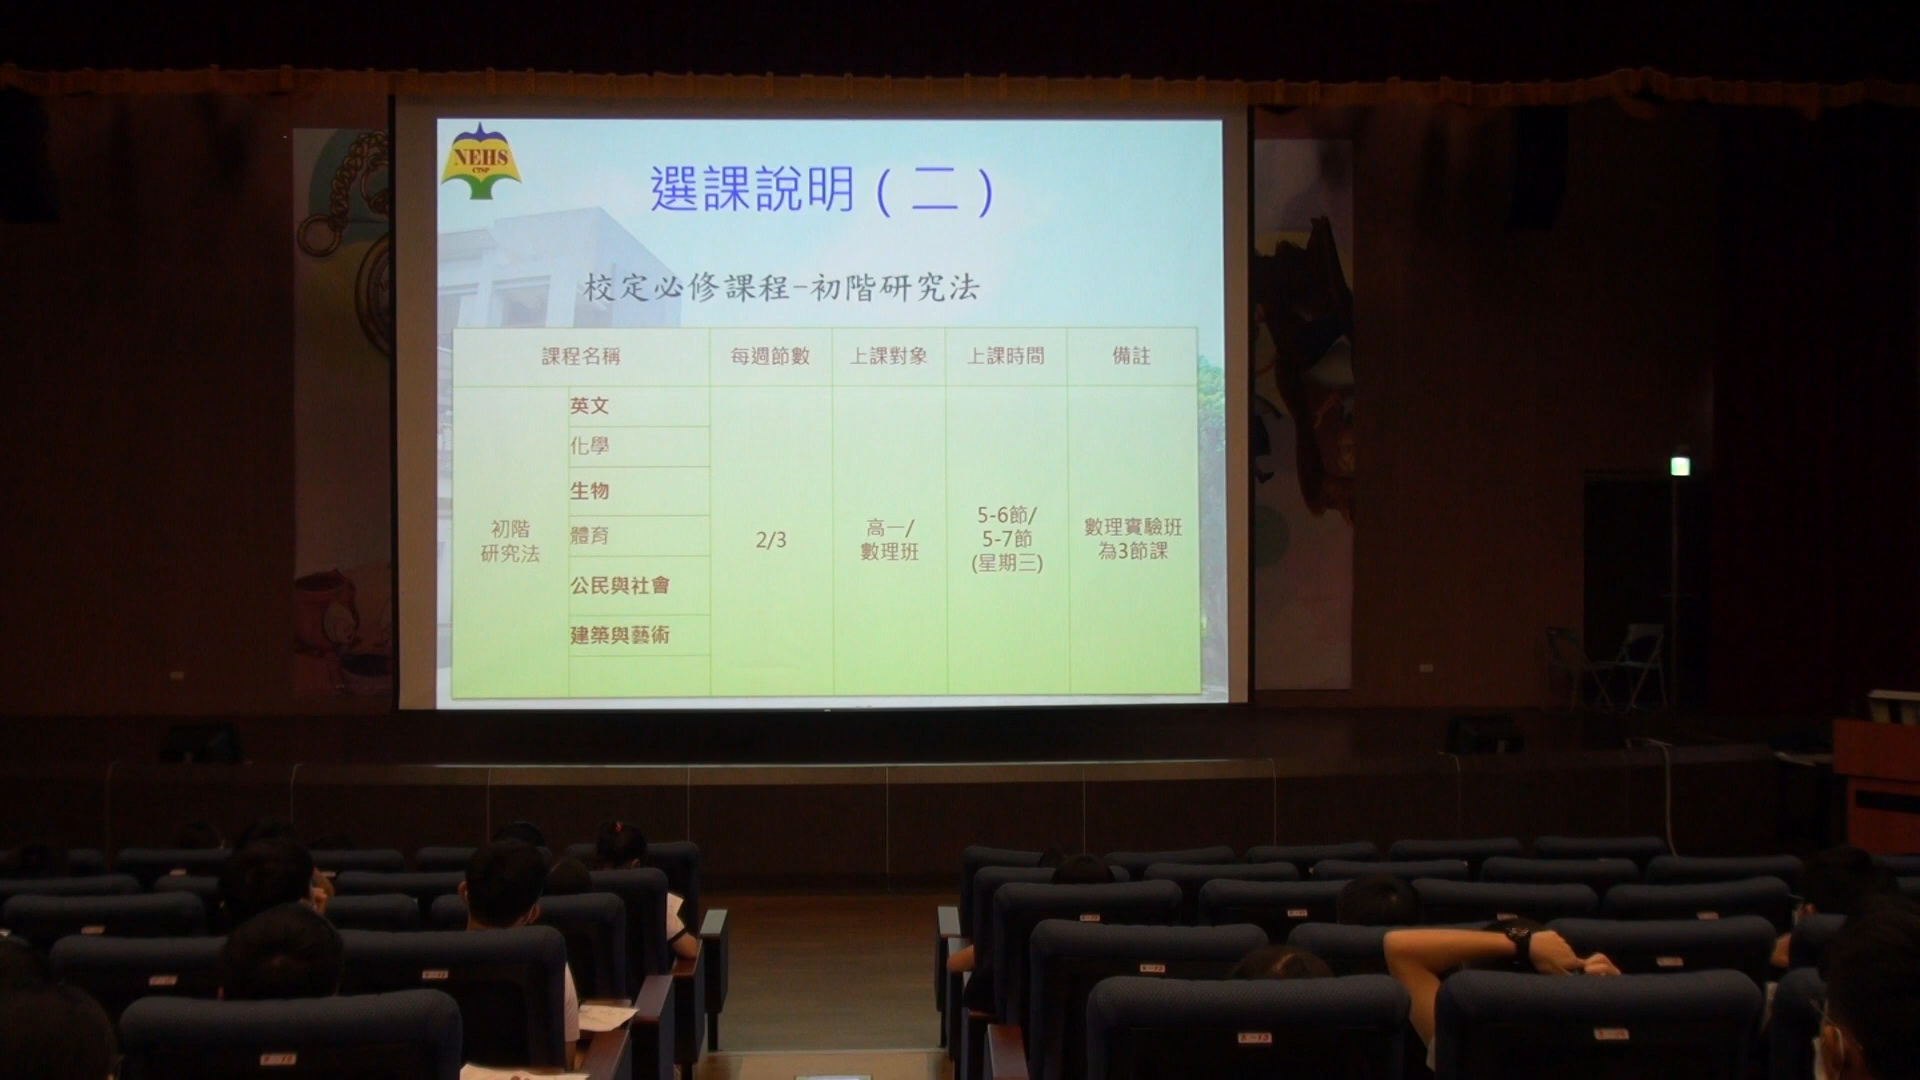 NEHS
CTSP
選課說明(二)
校定必修課程-初階研究法
課程名稱 每週節數 上課對象 上課時間 備註
初階
研究法
英文
化學
生物
體育
公民與社會
建築與藝術
2/3
高一/
數理班
5-6節/
5-7節
(星期三)
數理實驗班
為3節課